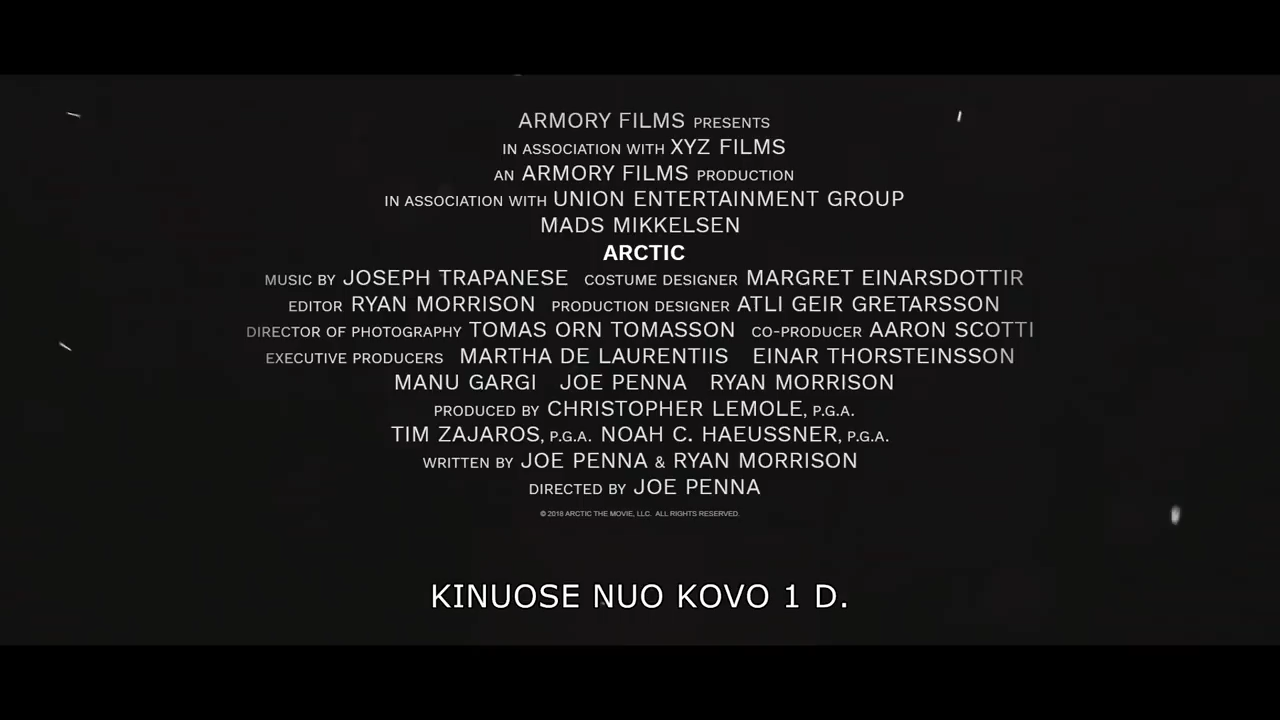 ARMORY FILMS PRESENTS
IN ASSOCIATION WITH XYZ FILMS
AN ARMORY FILMS PRODUCTION
IN ASSOCIATION WITH UNION ENTERTAINMENT GROUP
MADS MIKKELSEN
ARCTIC
MUSIC BY JOSEPH TRAPANESE COSTUME DESIGNER MARGRET EINARSDOTTIR
EDITOR RYAN MORRISON PRODUCTION DESIGNER ATLI GEIR GRETARSSON
DIRECTOR OF PHOTOGRAPHY TOMAS ORN TOMASSON CO-PRODUCER AARON SCOTTI
EXECUTIVE PRODUCERS MARTHA DE LAURENTIIS EINAR THORSTEINSSON
MANU GARGI JOE PENNA RYAN MORRISON
PRODUCED BY CHRISTOPHER LEMOLE, P.G.A.
TIM ZAJAROS, P.G.A. NOAH C. HAEUSSNER, P.G.A.
WRITTEN BY JOE PENNA & RYAN MORRISON
DIRECTED BY JOE PENNA
© 2018 ARCTIC THE MOVIE, LLC. ALL RIGHTS RESERVED.
KINUOSE NUO KOVO 1 D.